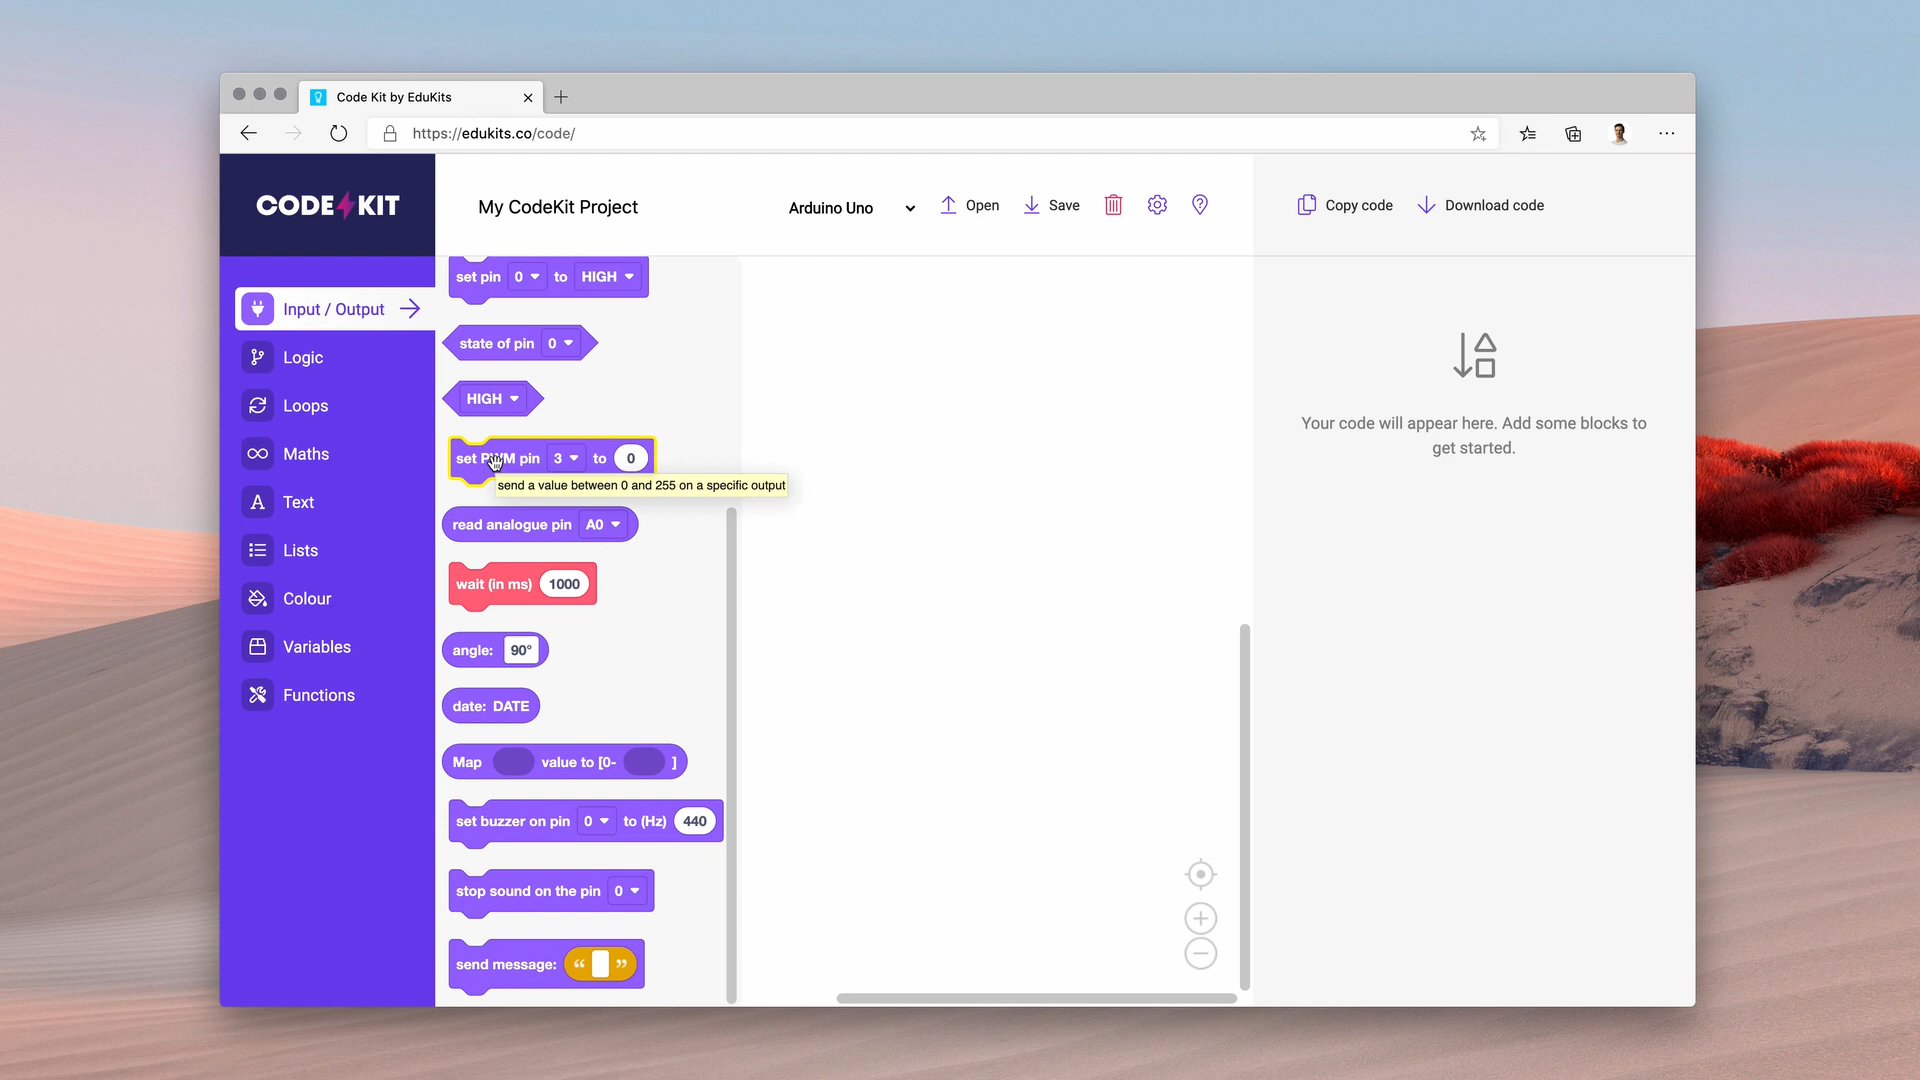 Code Kit by EduKits
https://edukits.co/code/
CODE KIT
My CodeKit Project
Arduino Uno
Open
Save
Copy code
Download code
Input / Output
Logic
Loops
Maths
Text
Lists
Colour
Variables
Functions
set pin 0 to HIGH
state of pin 0
HIGH
set PWM pin 3 to 0
send a value between 0 and 255 on a specific output
read analogue pin A0
wait (in ms) 1000
angle: 90°
date: DATE
Map value to [0- ]
set buzzer on pin 0 to (Hz) 440
stop sound on the pin 0
send message: “ ”
Your code will appear here. Add some blocks to
get started.